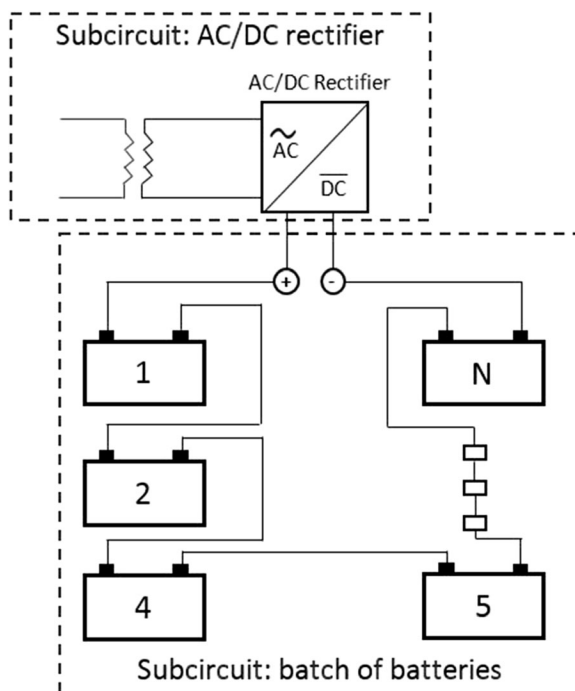 Subcircuit: AC/DC rectifier
AC/DC Rectifier
AC
DC
+ -
1 N
2
4 5
Subcircuit: batch of batteries